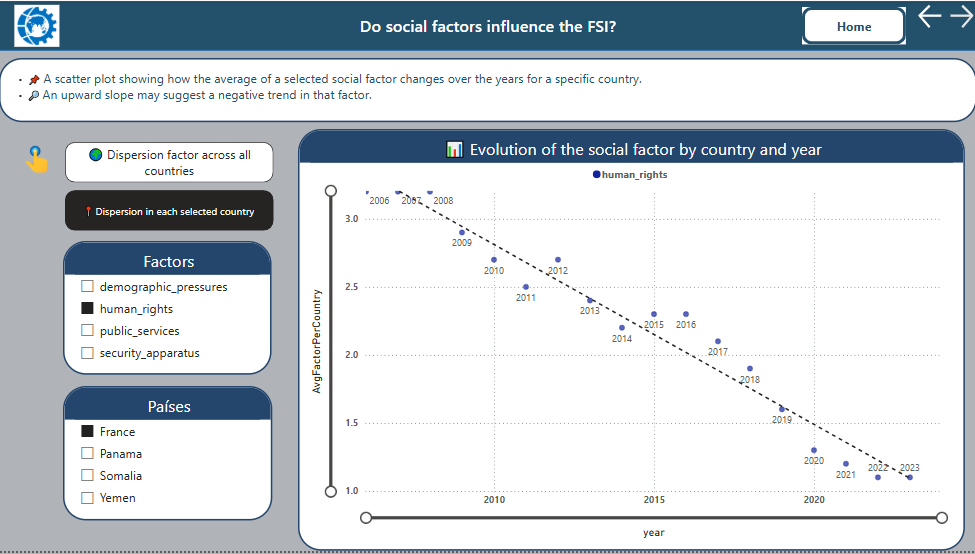 Do social factors influence the FSI?
Home
A scatter plot showing how the average of a selected social factor changes over the years for a specific country.
An upward slope may suggest a negative trend in that factor.
Dispersion factor across all
countries
Dispersion in each selected country
Factors
demographic_pressures
human_rights
public_services
security_apparatus
Países
France
Panama
Somalia
Yemen
Evolution of the social factor by country and year
human_rights
AvgFactorPerCountry
3.0
2.5
2.0
1.5
1.0
2006
2007
2008
2009
2010
2011
2012
2013
2014
2015
2016
2017
2018
2019
2020
2021
2022
2023
2010
2015
2020
year